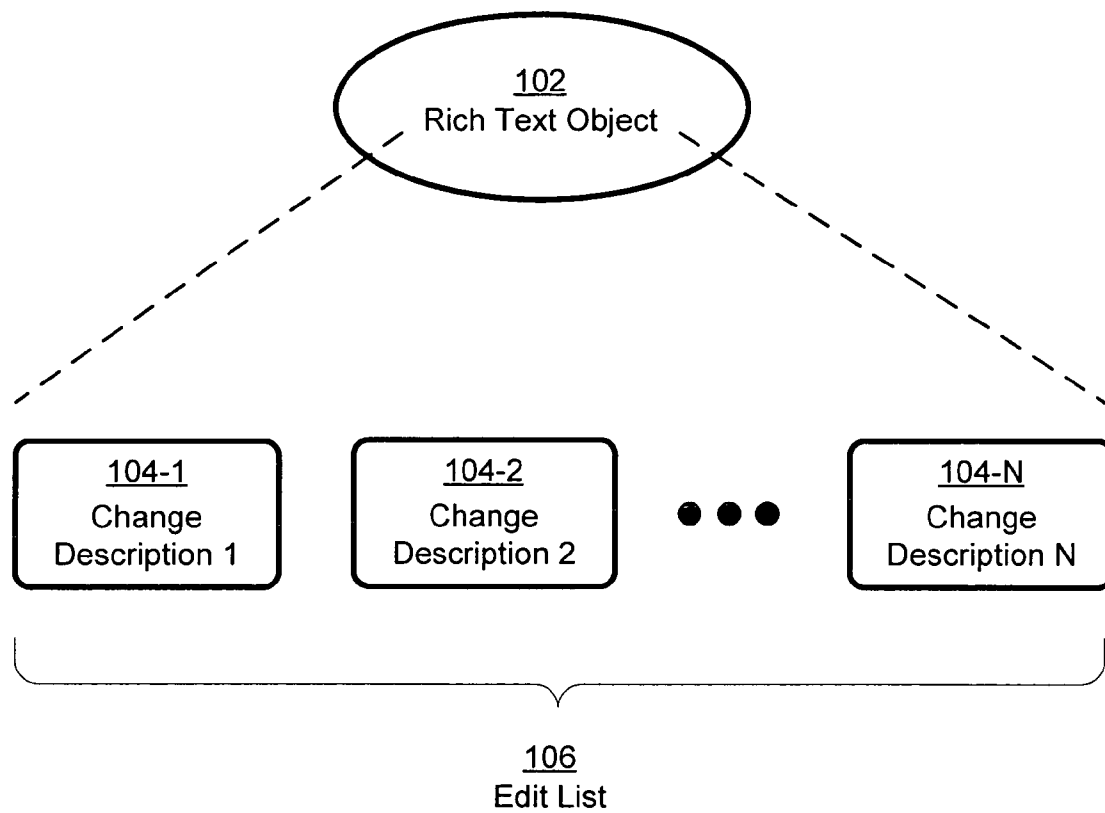 102
Rich Text Object
104-1
Change
Description 1
104-2
Change
Description 2
104-N
Change
Description N
106
Edit List